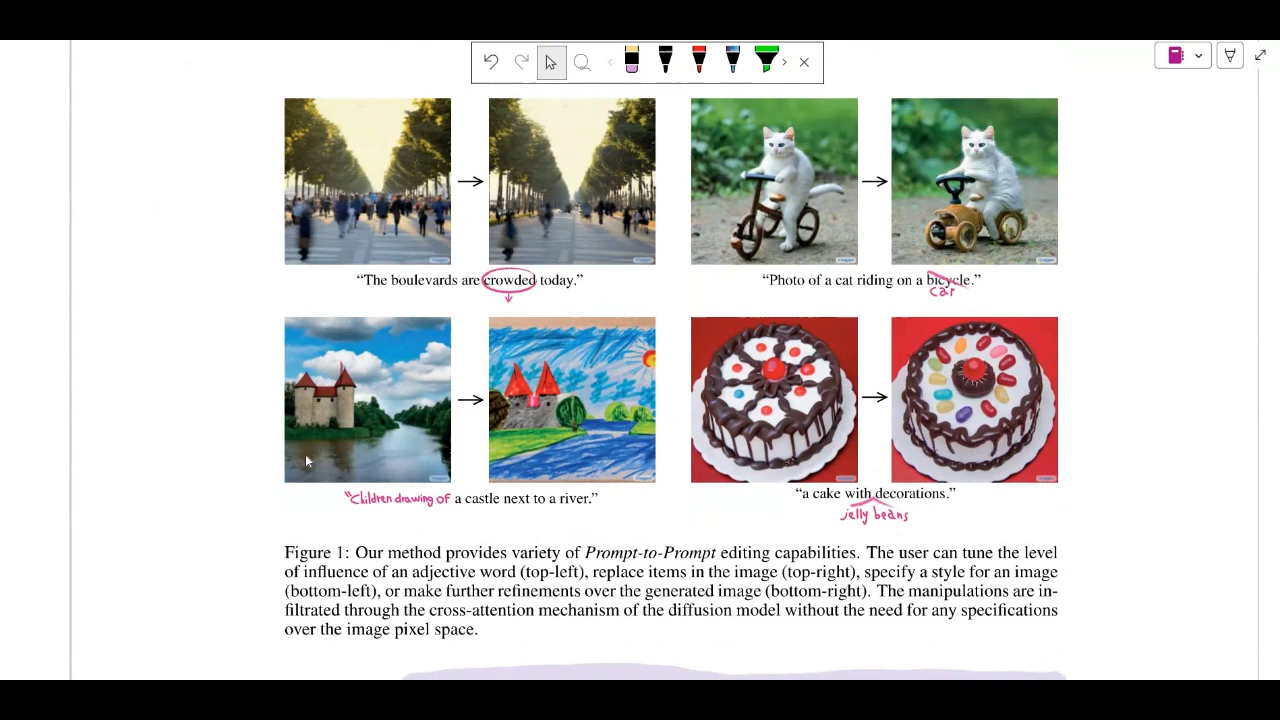 "The boulevards are crowded today."
"Photo of a cat riding on a bicycle."
car
"Children drawing of a castle next to a river."
"a cake with decorations."
jelly beans
Figure 1: Our method provides variety of Prompt-to-Prompt editing capabilities. The user can tune the level
of influence of an adjective word (top-left), replace items in the image (top-right), specify a style for an image
(bottom-left), or make further refinements over the generated image (bottom-right). The manipulations are in-
filtrated through the cross-attention mechanism of the diffusion model without the need for any specifications
over the image pixel space.